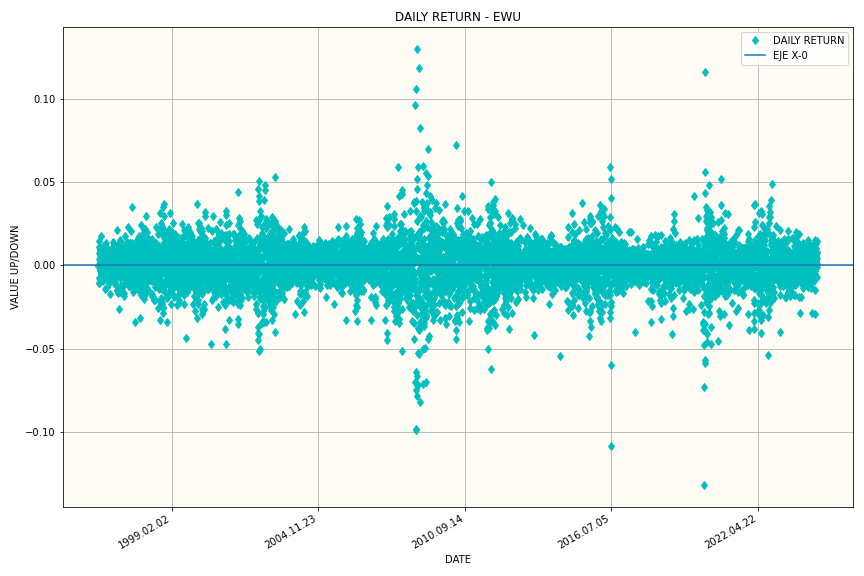 DAILY RETURN - EWU
DAILY RETURN
EJE X-0
VALUE UP/DOWN
0.10
0.05
0.00
−0.05
−0.10
1999.02.02
2004.11.23
2010.09.14
2016.07.05
2022.04.22
DATE